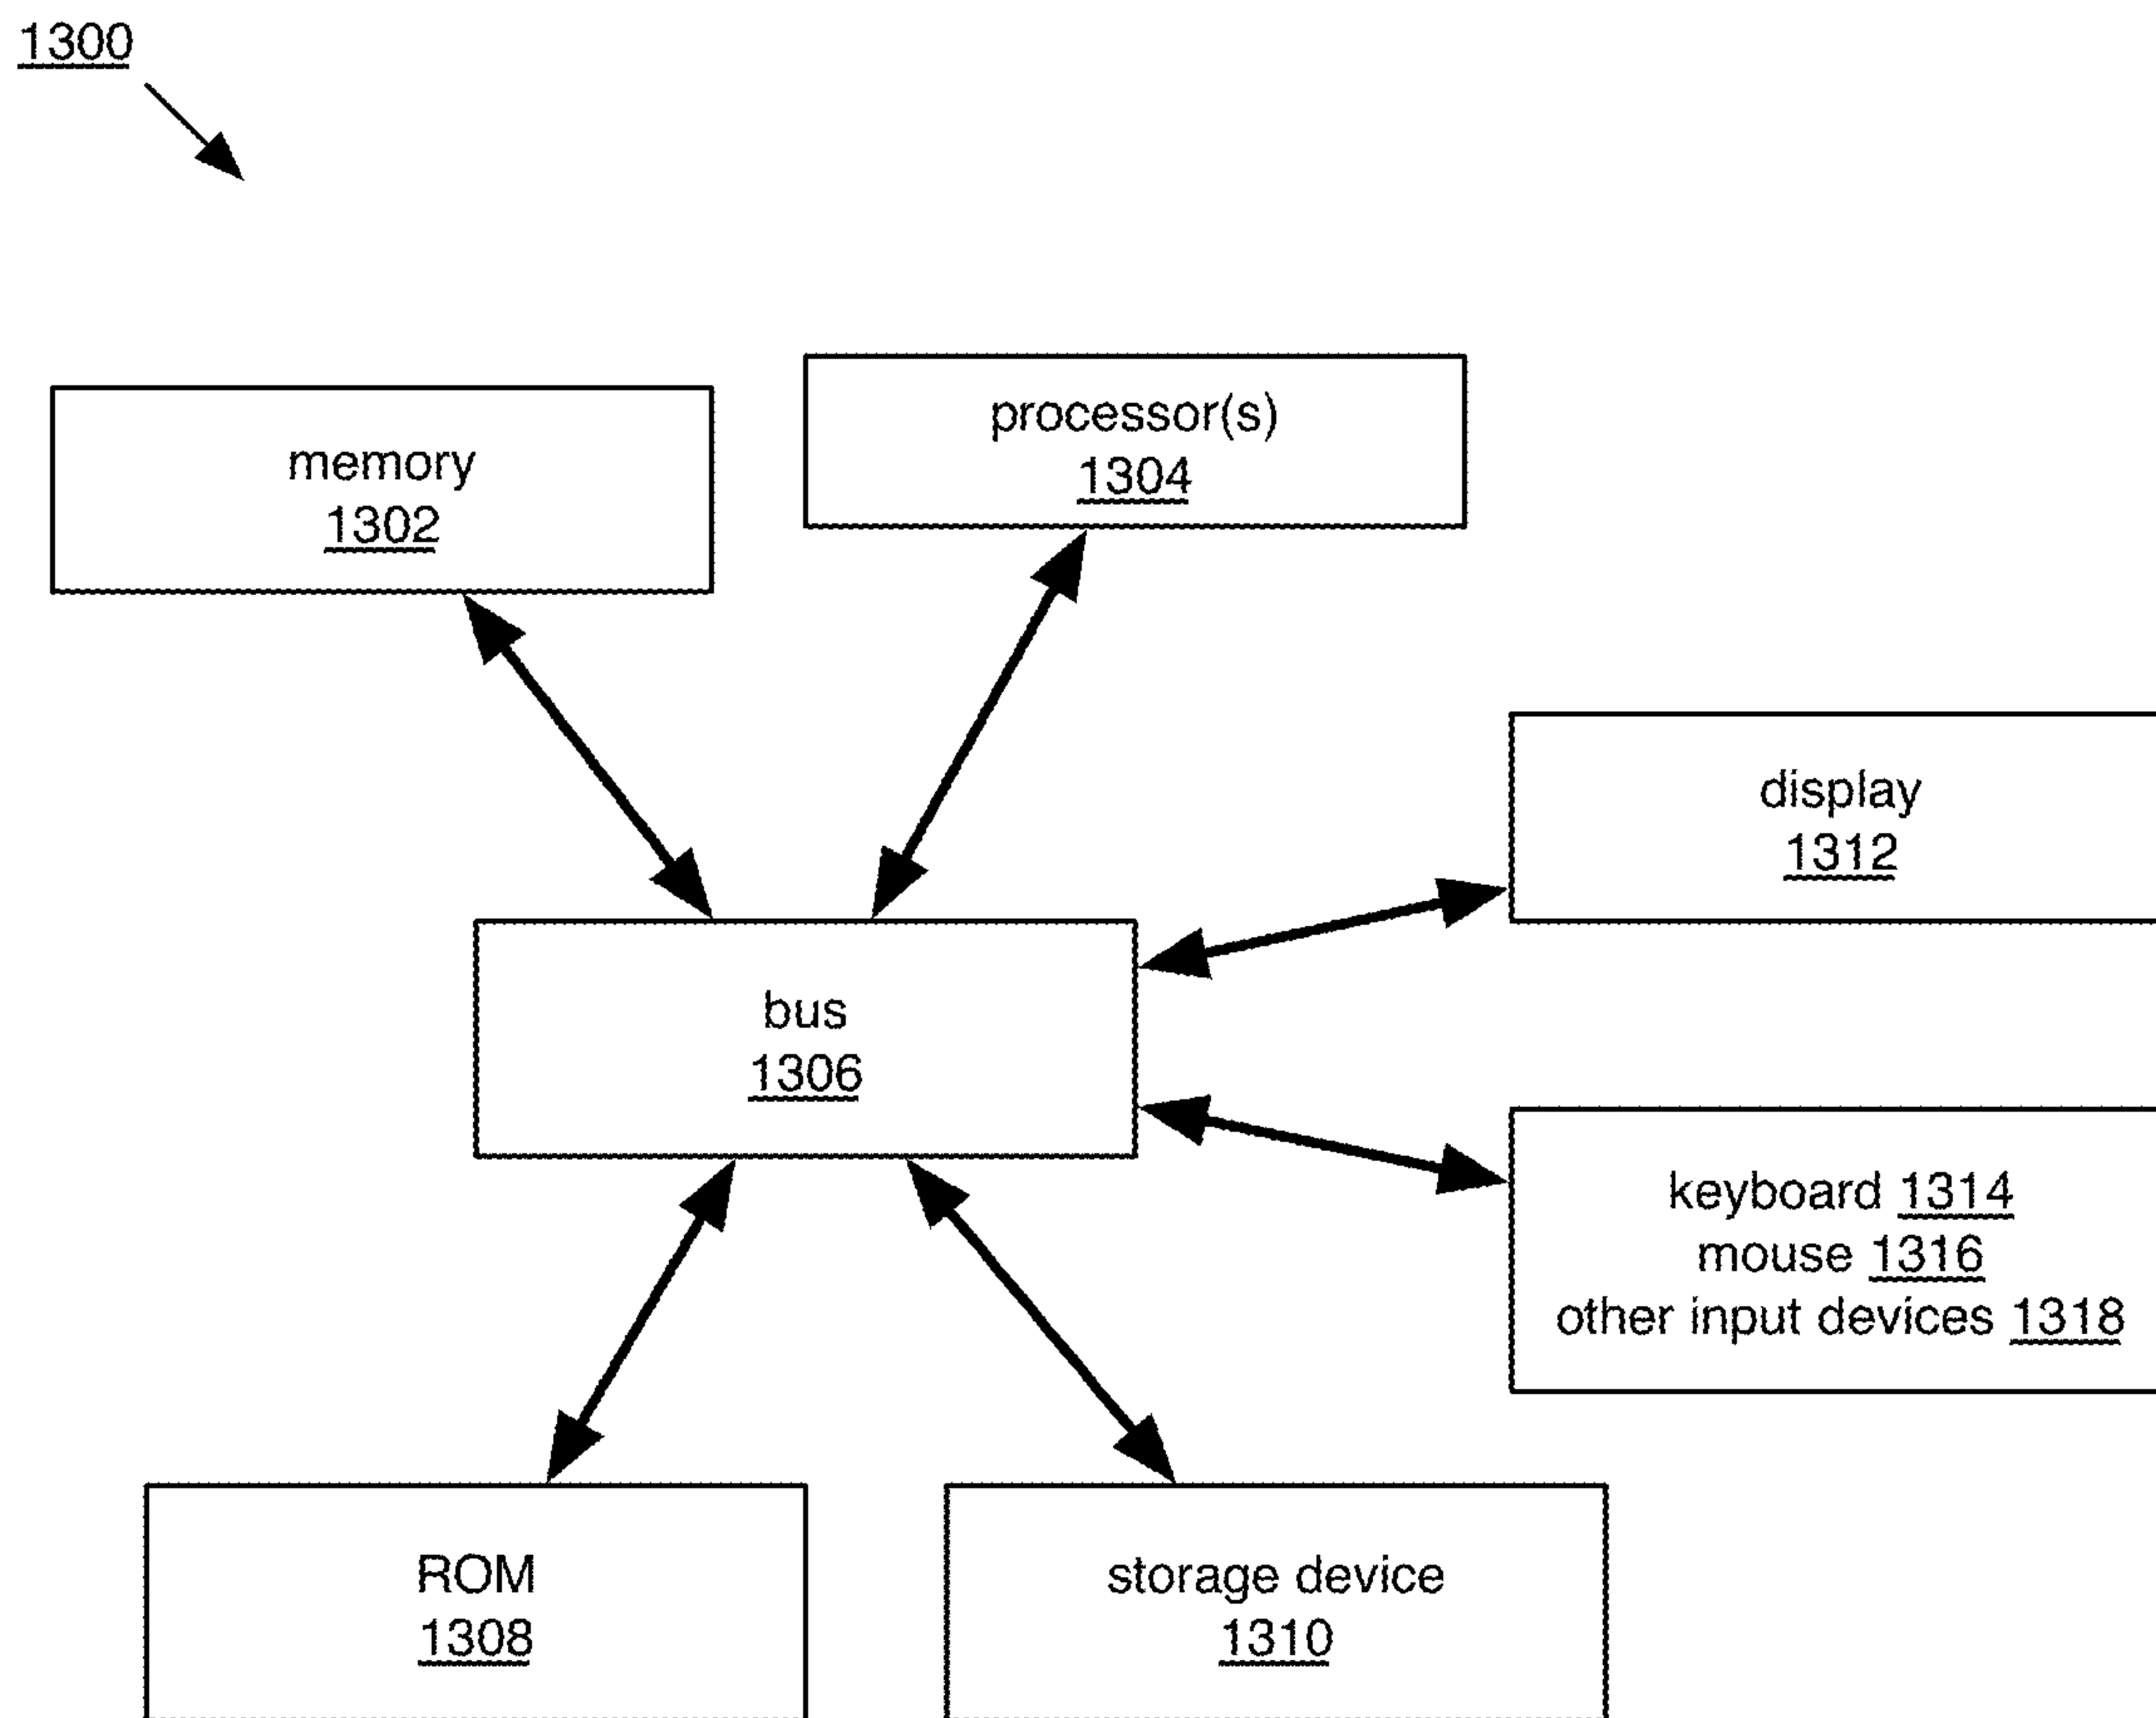 1300
memory
1302
processor(s)
1304
display
1312
bus
1306
keyboard 1314
mouse 1316
other input devices 1318
ROM
1308
storage device
1310